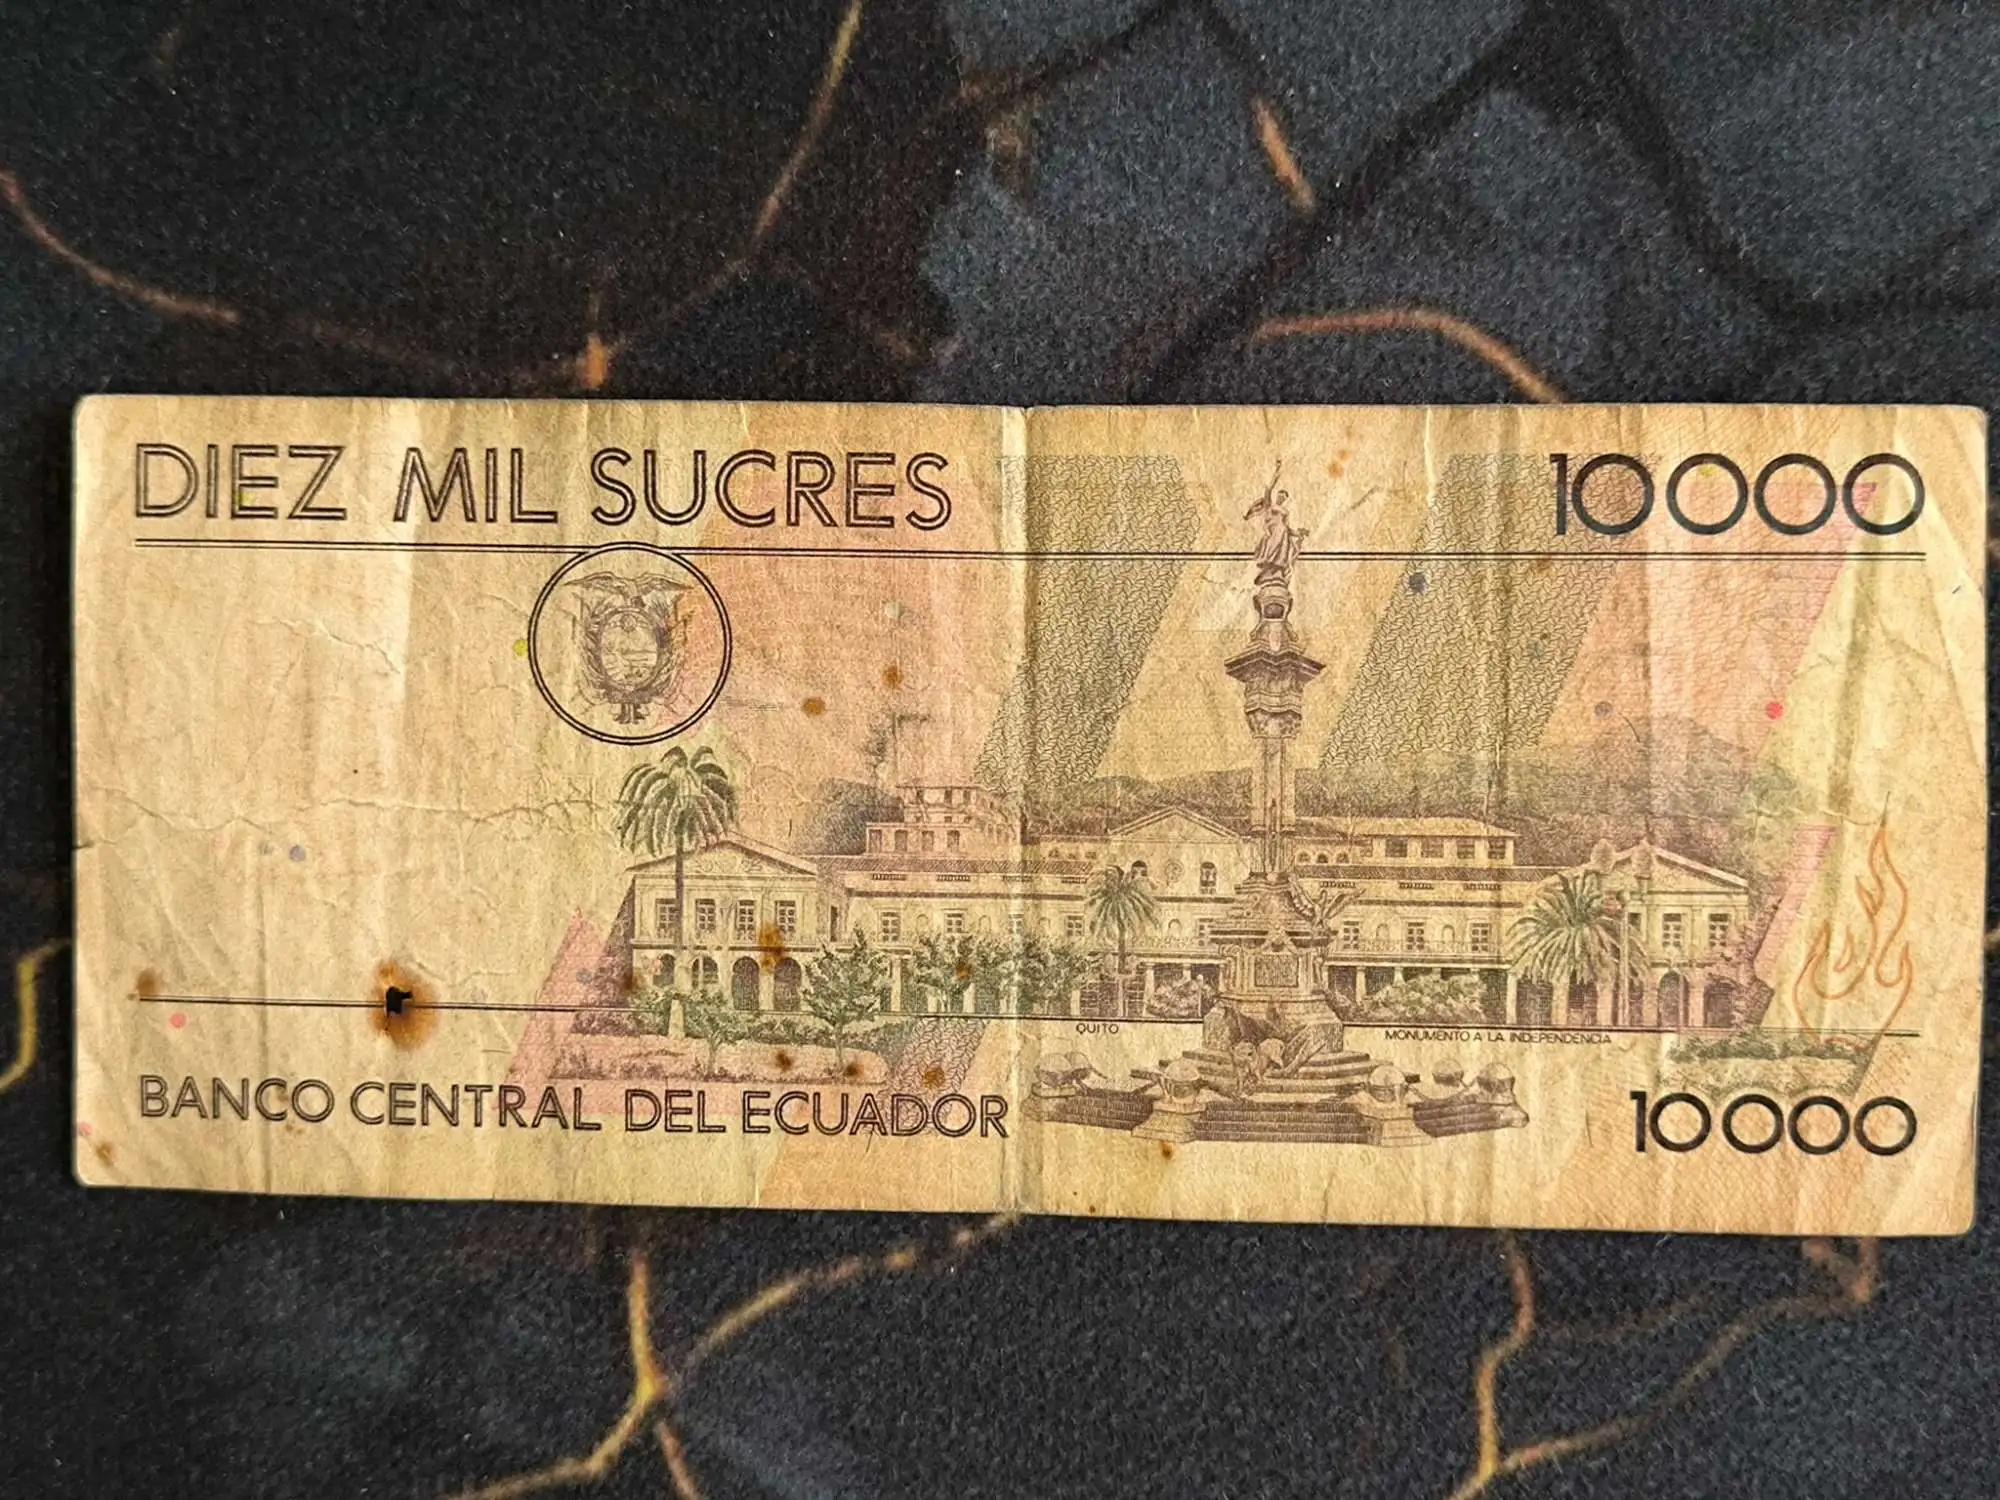 DIEZ MIL SUCRES
10000
QUITO
MONUMENTO A LA INDEPENDENCIA
BANCO CENTRAL DEL ECUADOR
10000